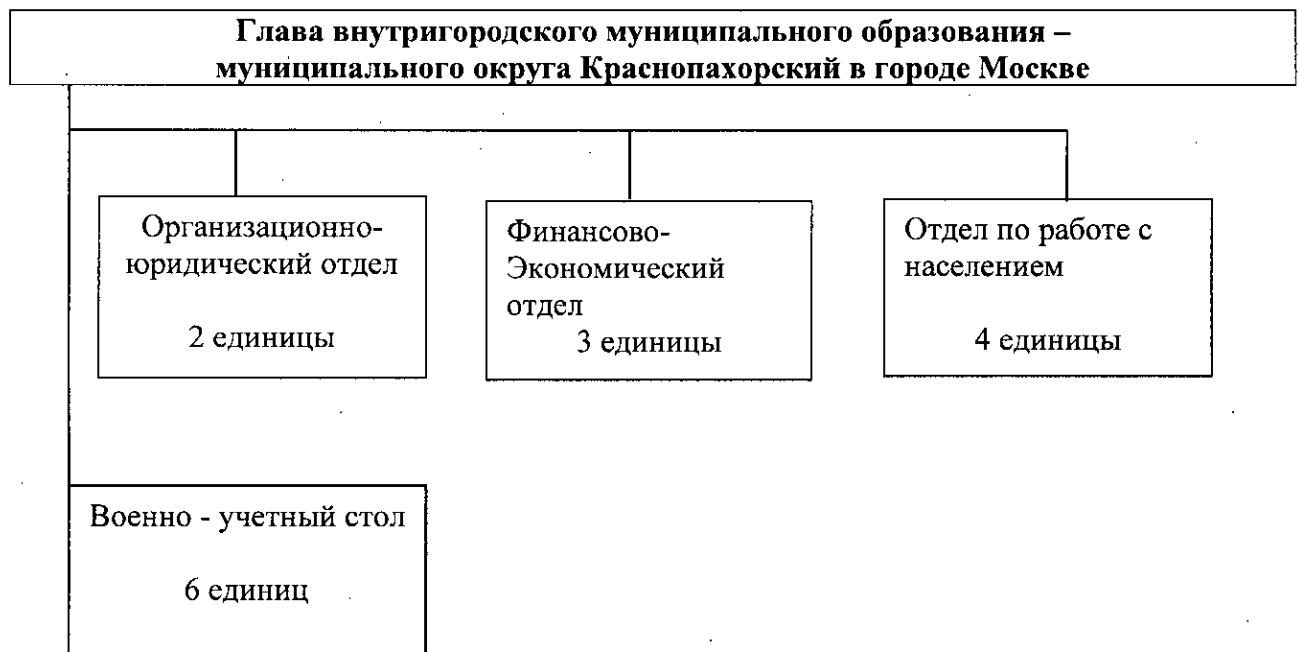 Глава внутригородского муниципального образования –
муниципального округа Краснопахорский в городе Москве
Организационно-
юридический отдел
2 единицы
Финансово-
Экономический
отдел
3 единицы
Отдел по работе с
населением
4 единицы
Военно - учетный стол
6 единиц